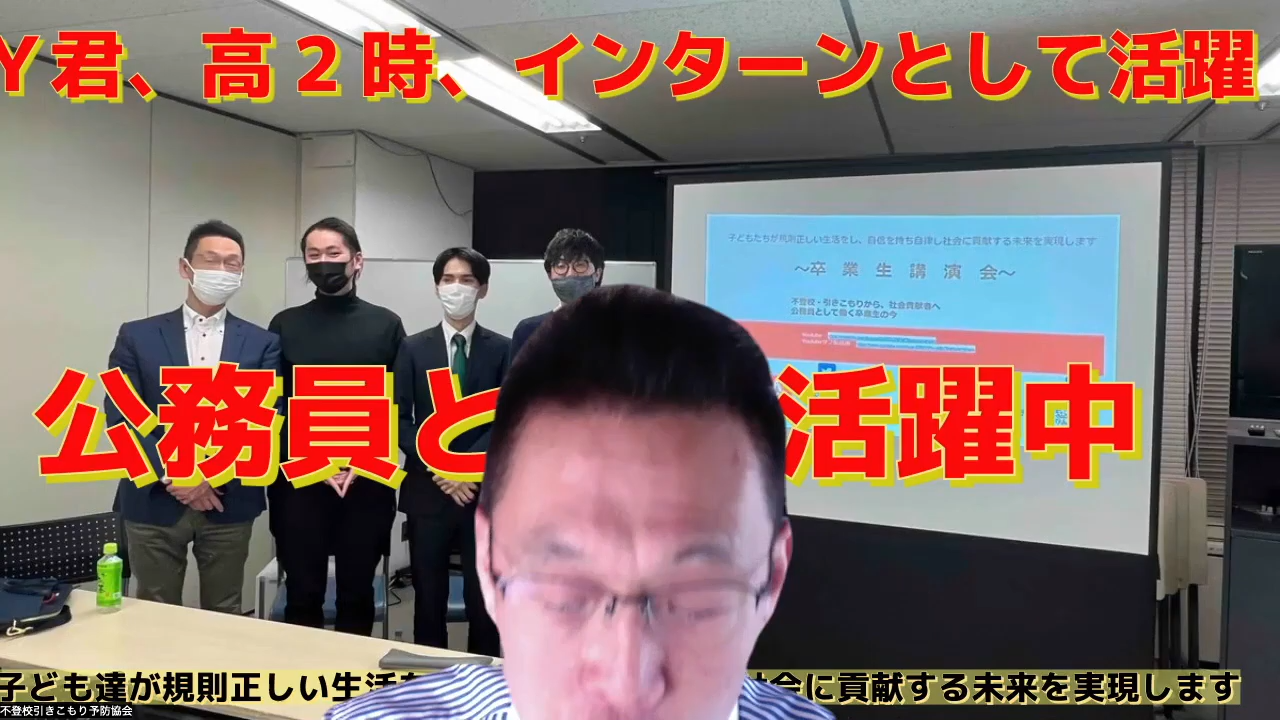 Y君、高２時、インターンとして活躍
子どもたちが規則正しい生活をし、自信を持ち自律し社会に貢献する未来を実現します
～卒業生講演会～
不登校・引きこもりから、社会貢献者へ
公務員として働く卒業生の今
公務員と 活躍中
子ども達が規則正しい生活 会に貢献する未来を実現します
不登校引きこもり予防協会